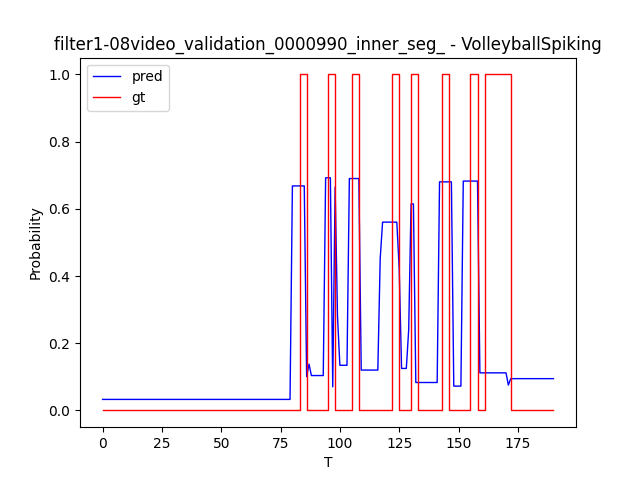 filter1-08video_validation_0000990_inner_seg_ - VolleyballSpiking
pred
gt
1.0
0.8
0.6
0.4
0.2
0.0
Probability
0 25 50 75 100 125 150 175
T